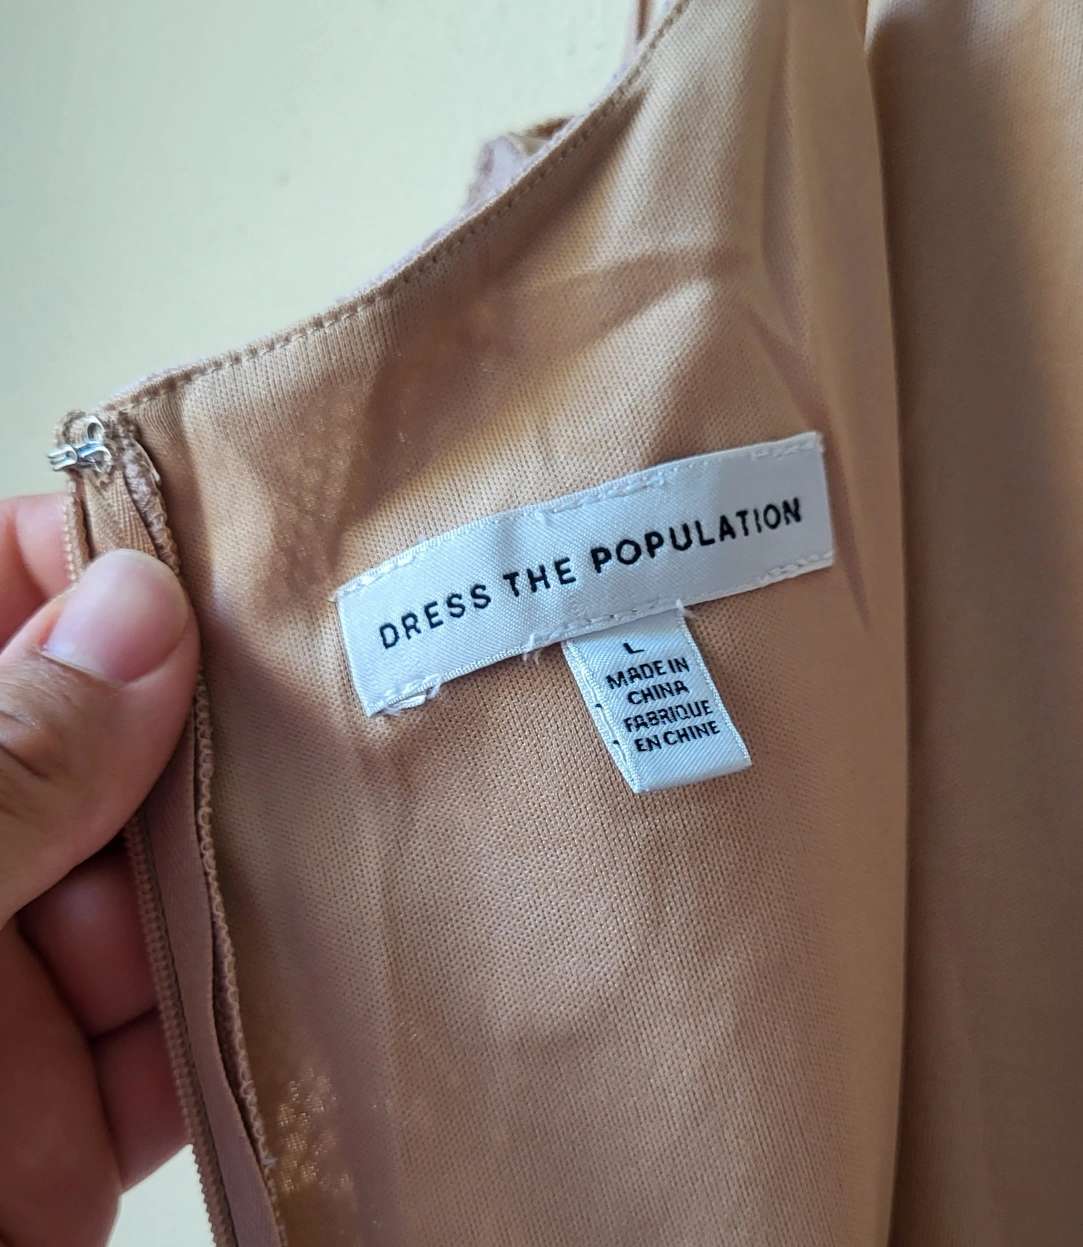 DRESS THE POPULATION
L
MADE IN
CHINA
FABRIQUE
EN CHINE